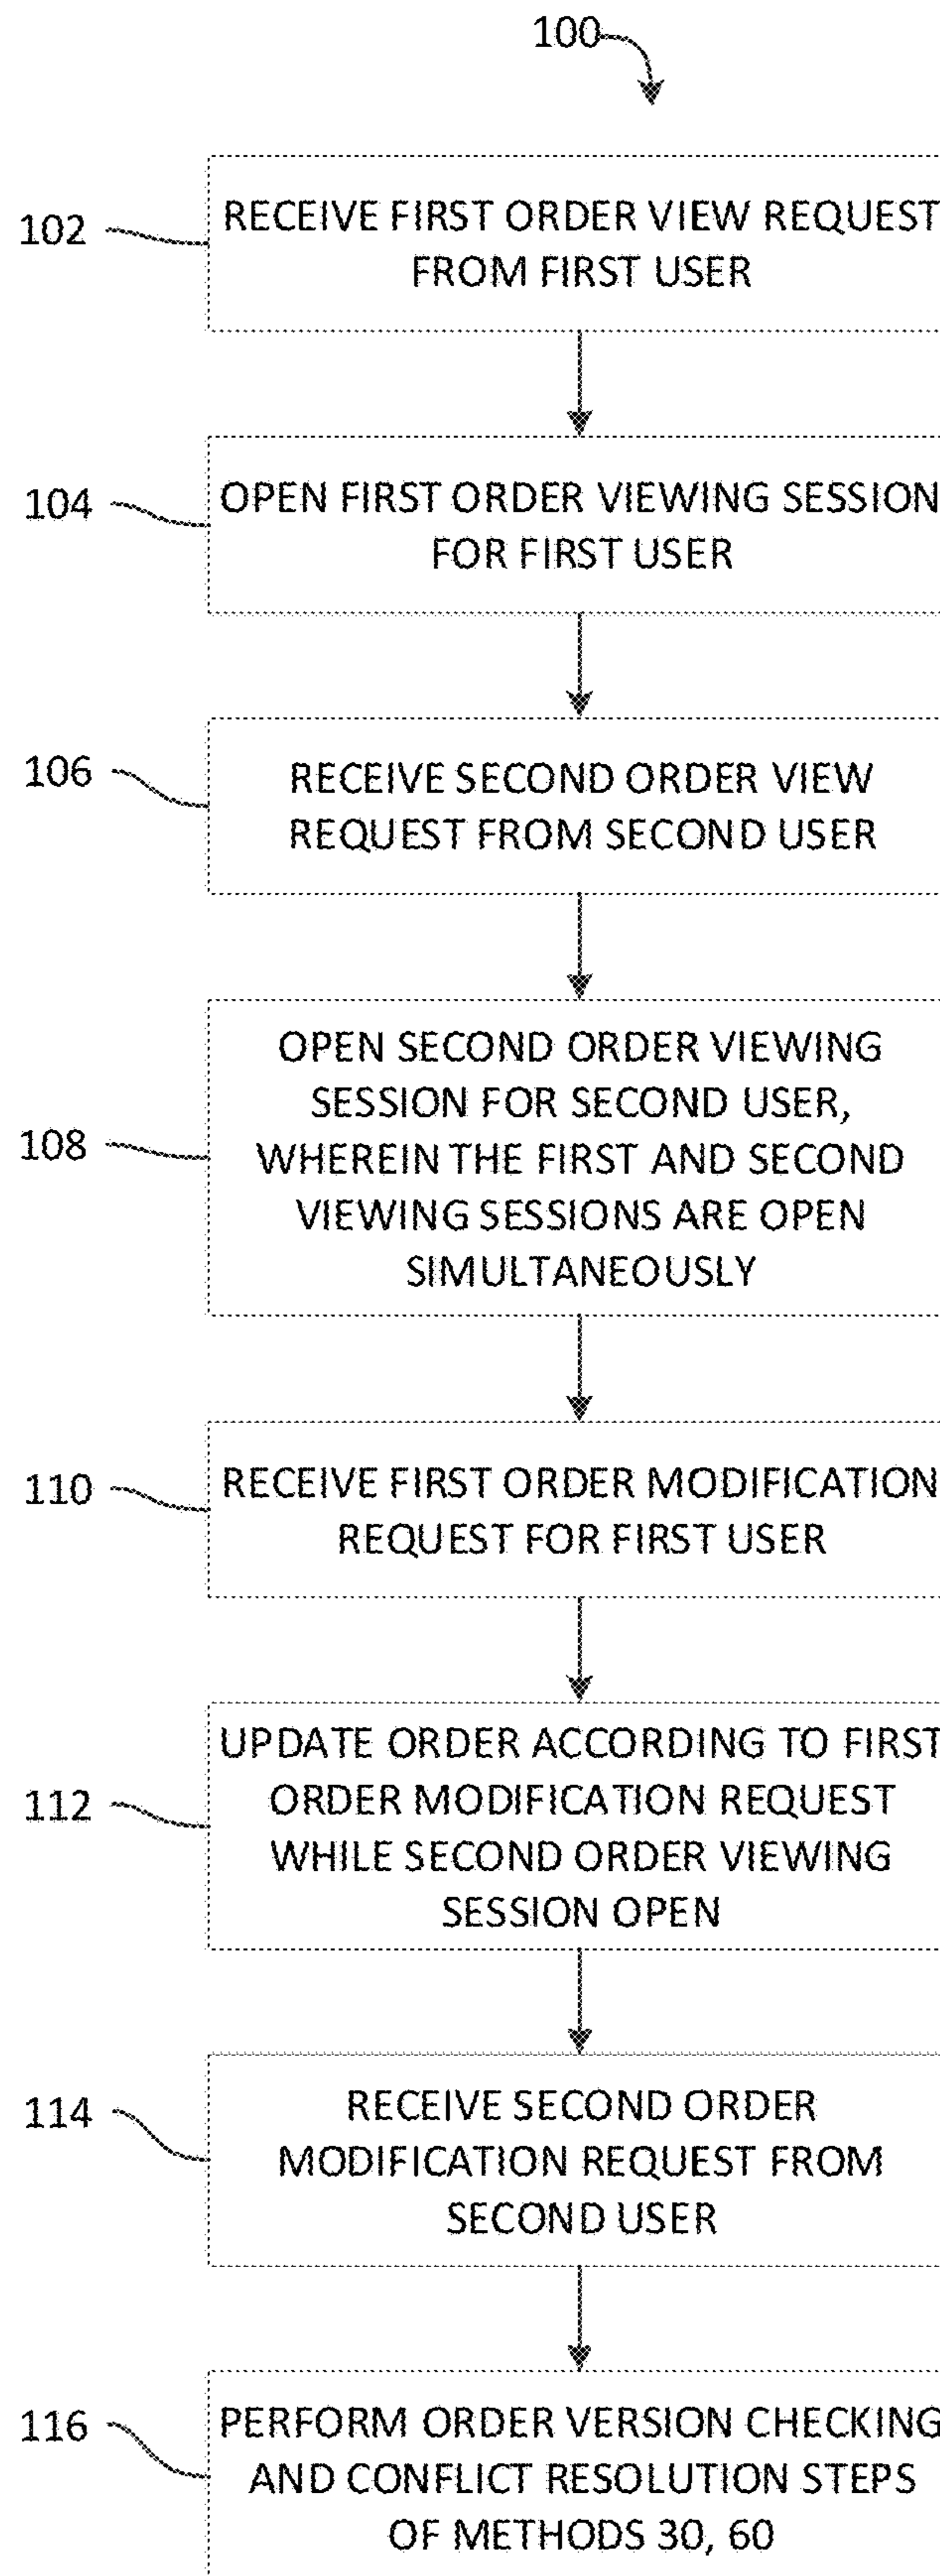 100
102
RECEIVE FIRST ORDER VIEW REQUEST
FROM FIRST USER
104
OPEN FIRST ORDER VIEWING SESSION
FOR FIRST USER
106
RECEIVE SECOND ORDER VIEW
REQUEST FROM SECOND USER
108
OPEN SECOND ORDER VIEWING
SESSION FOR SECOND USER,
WHEREIN THE FIRST AND SECOND
VIEWING SESSIONS ARE OPEN
SIMULTANEOUSLY
110
RECEIVE FIRST ORDER MODIFICATION
REQUEST FOR FIRST USER
112
UPDATE ORDER ACCORDING TO FIRST
ORDER MODIFICATION REQUEST
WHILE SECOND ORDER VIEWING
SESSION OPEN
114
RECEIVE SECOND ORDER
MODIFICATION REQUEST FROM
SECOND USER
116
PERFORM ORDER VERSION CHECKING
AND CONFLICT RESOLUTION STEPS
OF METHODS 30, 60